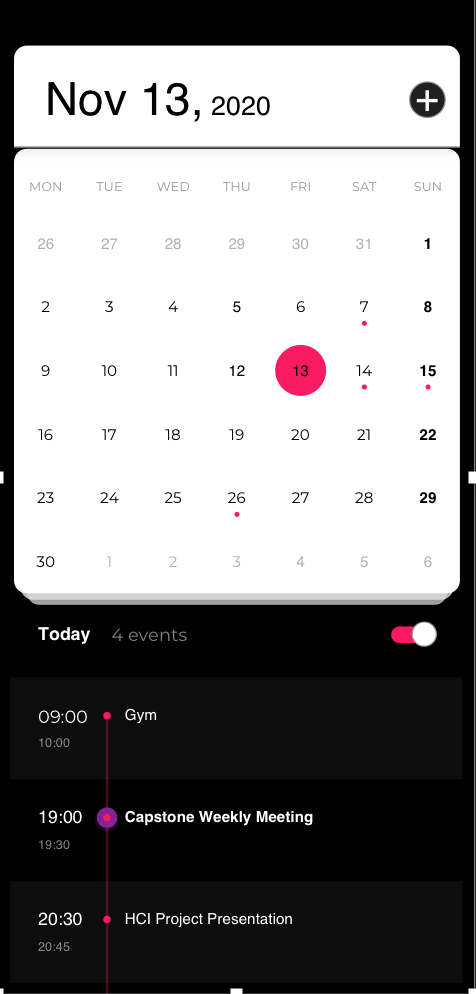 Nov 13, 2020
MON TUE WED THU FRI SAT SUN
26 27 28 29 30 31 1
2 3 4 5 6 7 8
9 10 11 12 13 14 15
16 17 18 19 20 21 22
23 24 25 26 27 28 29
30 1 2 3 4 5 6
Today 4 events
09:00 Gym
10:00
19:00 Capstone Weekly Meeting
19:30
20:30 HCI Project Presentation
20:45